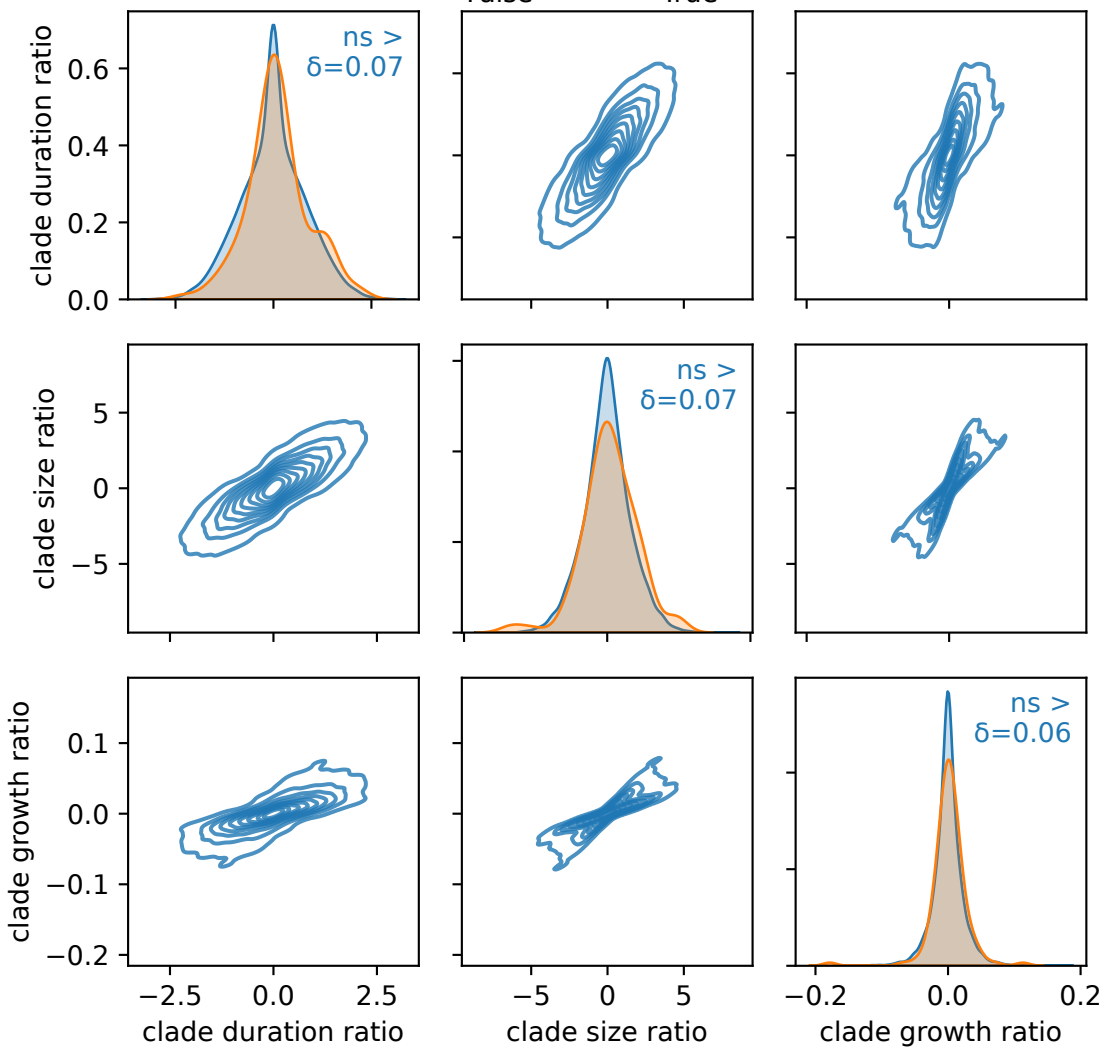 ns >
δ=0.07
clade duration ratio
0.6
0.4
0.2
0.0
ns >
δ=0.07
clade size ratio
5
0
−5
ns >
δ=0.06
clade growth ratio
0.1
0.0
−0.1
−0.2
−2.5 0.0 2.5 −5 0 5 −0.2 0.0 0.2
clade duration ratio clade size ratio clade growth ratio